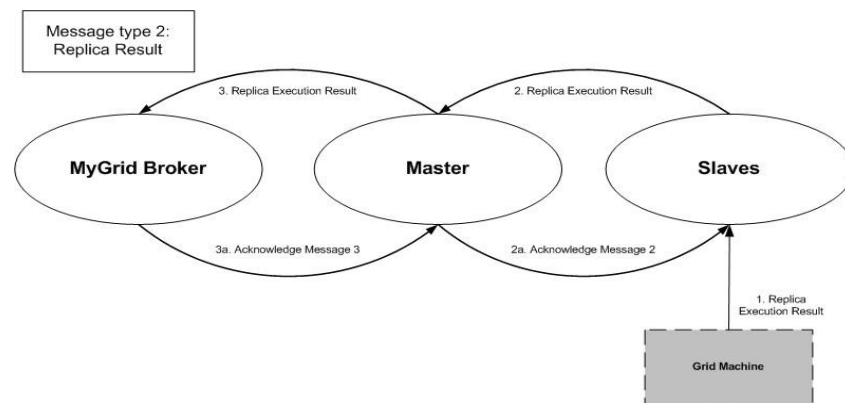 Message type 2:
Replica Result
3. Replica Execution Result
2. Replica Execution Result
MyGrid Broker
Master
Slaves
3a. Acknowledge Message 3
2a. Acknowledge Message 2
1. Replica
Execution Result
Grid Machine